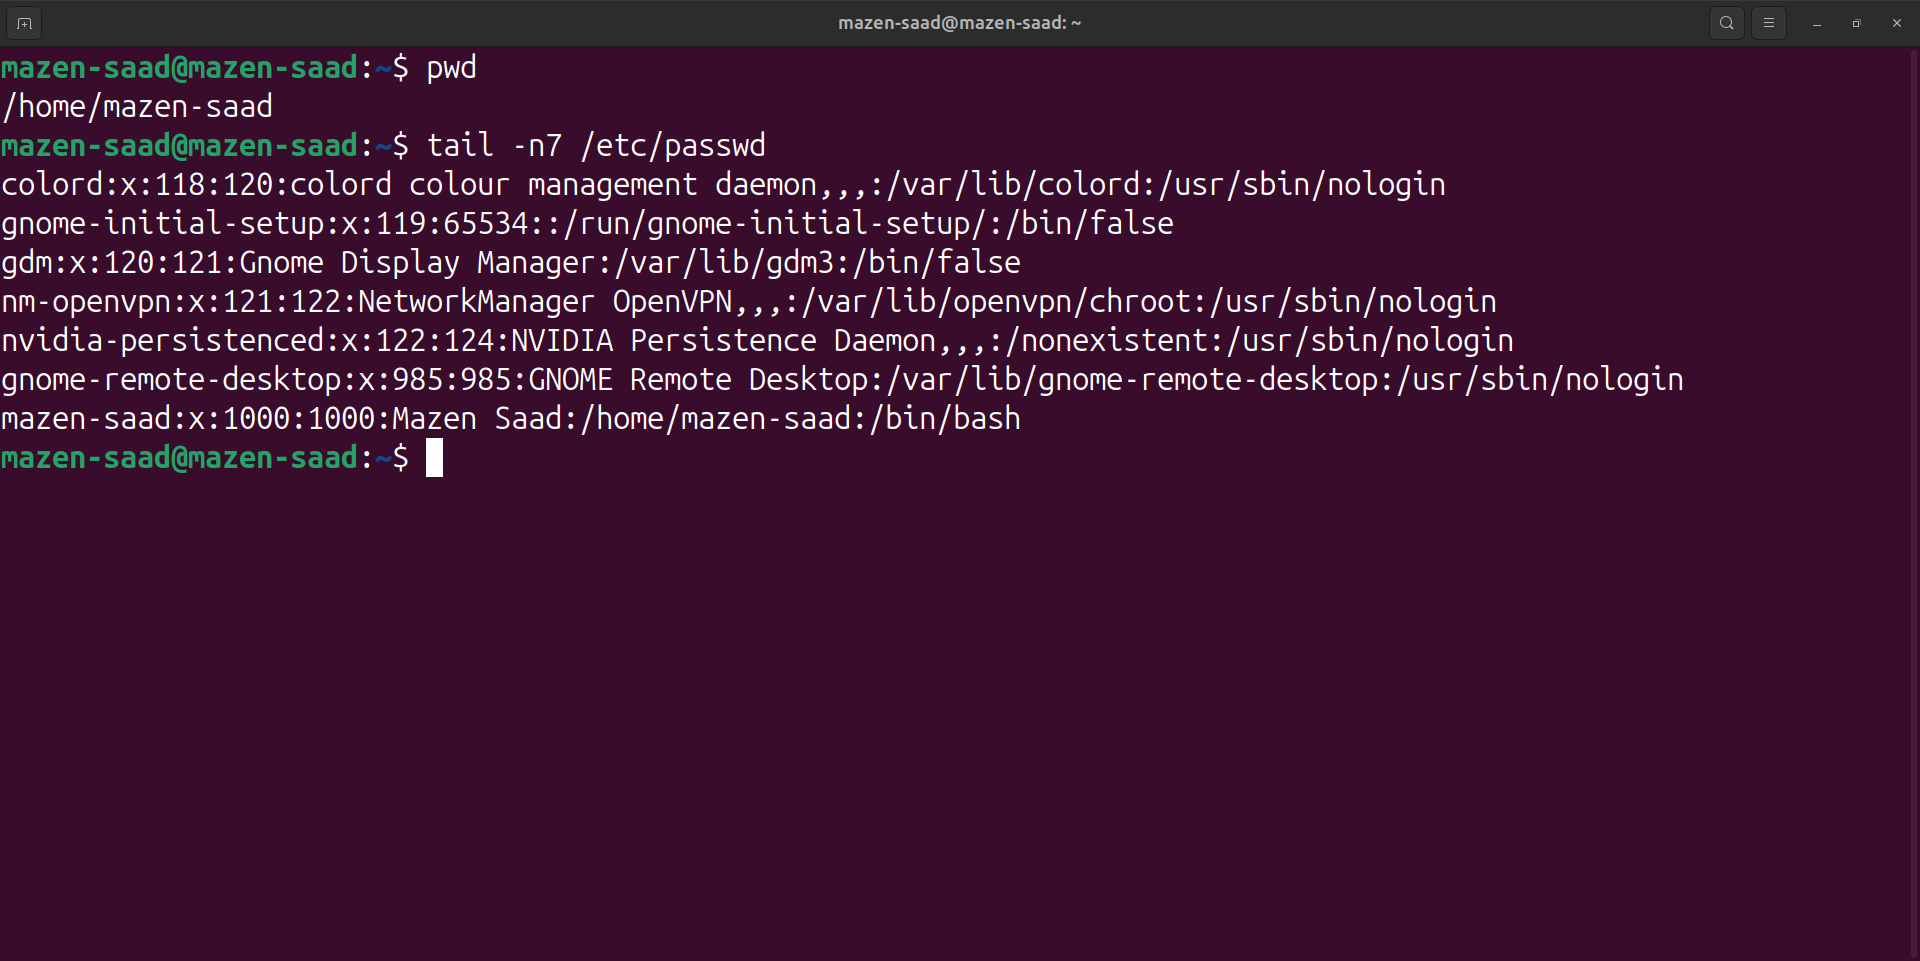 mazen-saad@mazen-saad: ~
mazen-saad@mazen-saad:~$ pwd
/home/mazen-saad
mazen-saad@mazen-saad:~$ tail -n7 /etc/passwd
colord:x:118:120:colord colour management daemon,,,:/var/lib/colord:/usr/sbin/nologin
gnome-initial-setup:x:119:65534::/run/gnome-initial-setup/:/bin/false
gdm:x:120:121:Gnome Display Manager:/var/lib/gdm3:/bin/false
nm-openvpn:x:121:122:NetworkManager OpenVPN,,,:/var/lib/openvpn/chroot:/usr/sbin/nologin
nvidia-persistenced:x:122:124:NVIDIA Persistence Daemon,,,:/nonexistent:/usr/sbin/nologin
gnome-remote-desktop:x:985:985:GNOME Remote Desktop:/var/lib/gnome-remote-desktop:/usr/sbin/nologin
mazen-saad:x:1000:1000:Mazen Saad:/home/mazen-saad:/bin/bash
mazen-saad@mazen-saad:~$